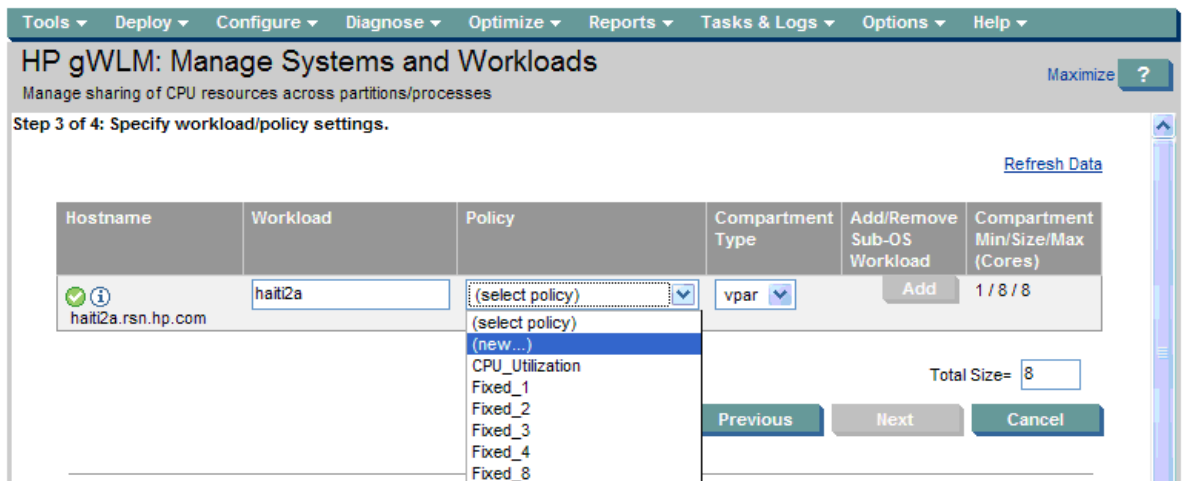 Tools Deploy Configure Diagnose Optimize Reports Tasks & Logs Options Help
HP gWLM: Manage Systems and Workloads
Maximize ?
Manage sharing of CPU resources across partitions/processes
Step 3 of 4: Specify workload/policy settings.
Refresh Data
Hostname Workload Policy Compartment Type Add/Remove Sub-OS Workload Compartment Min/Size/Max (Cores)
haiti2a (select policy) vpar Add 1 / 8 / 8
haiti2a.rsn.hp.com
(select policy)
(new...)
CPU_Utilization
Fixed_1
Fixed_2
Fixed_3
Fixed_4
Fixed_8
Total Size= 8
Previous Next Cancel